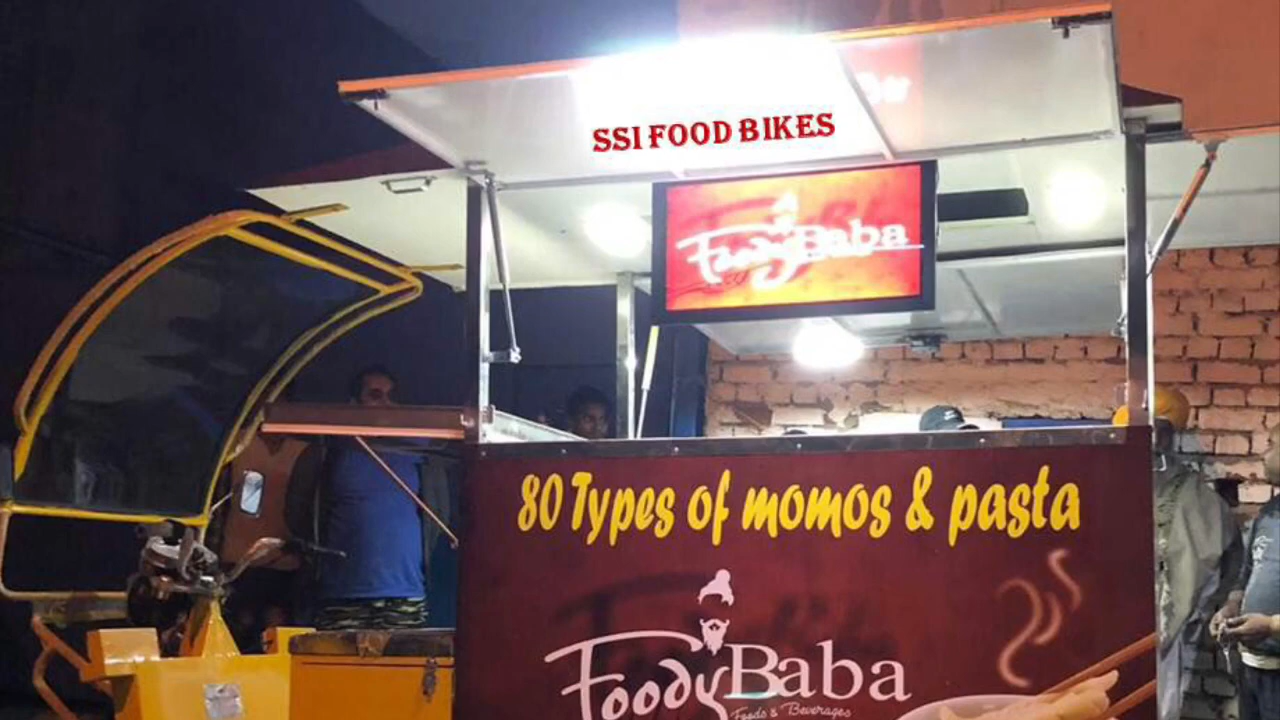 SSI FOOD BIKES
FoodyBaba
80 Types of momos & pasta
FoodyBaba
Foods & Beverages